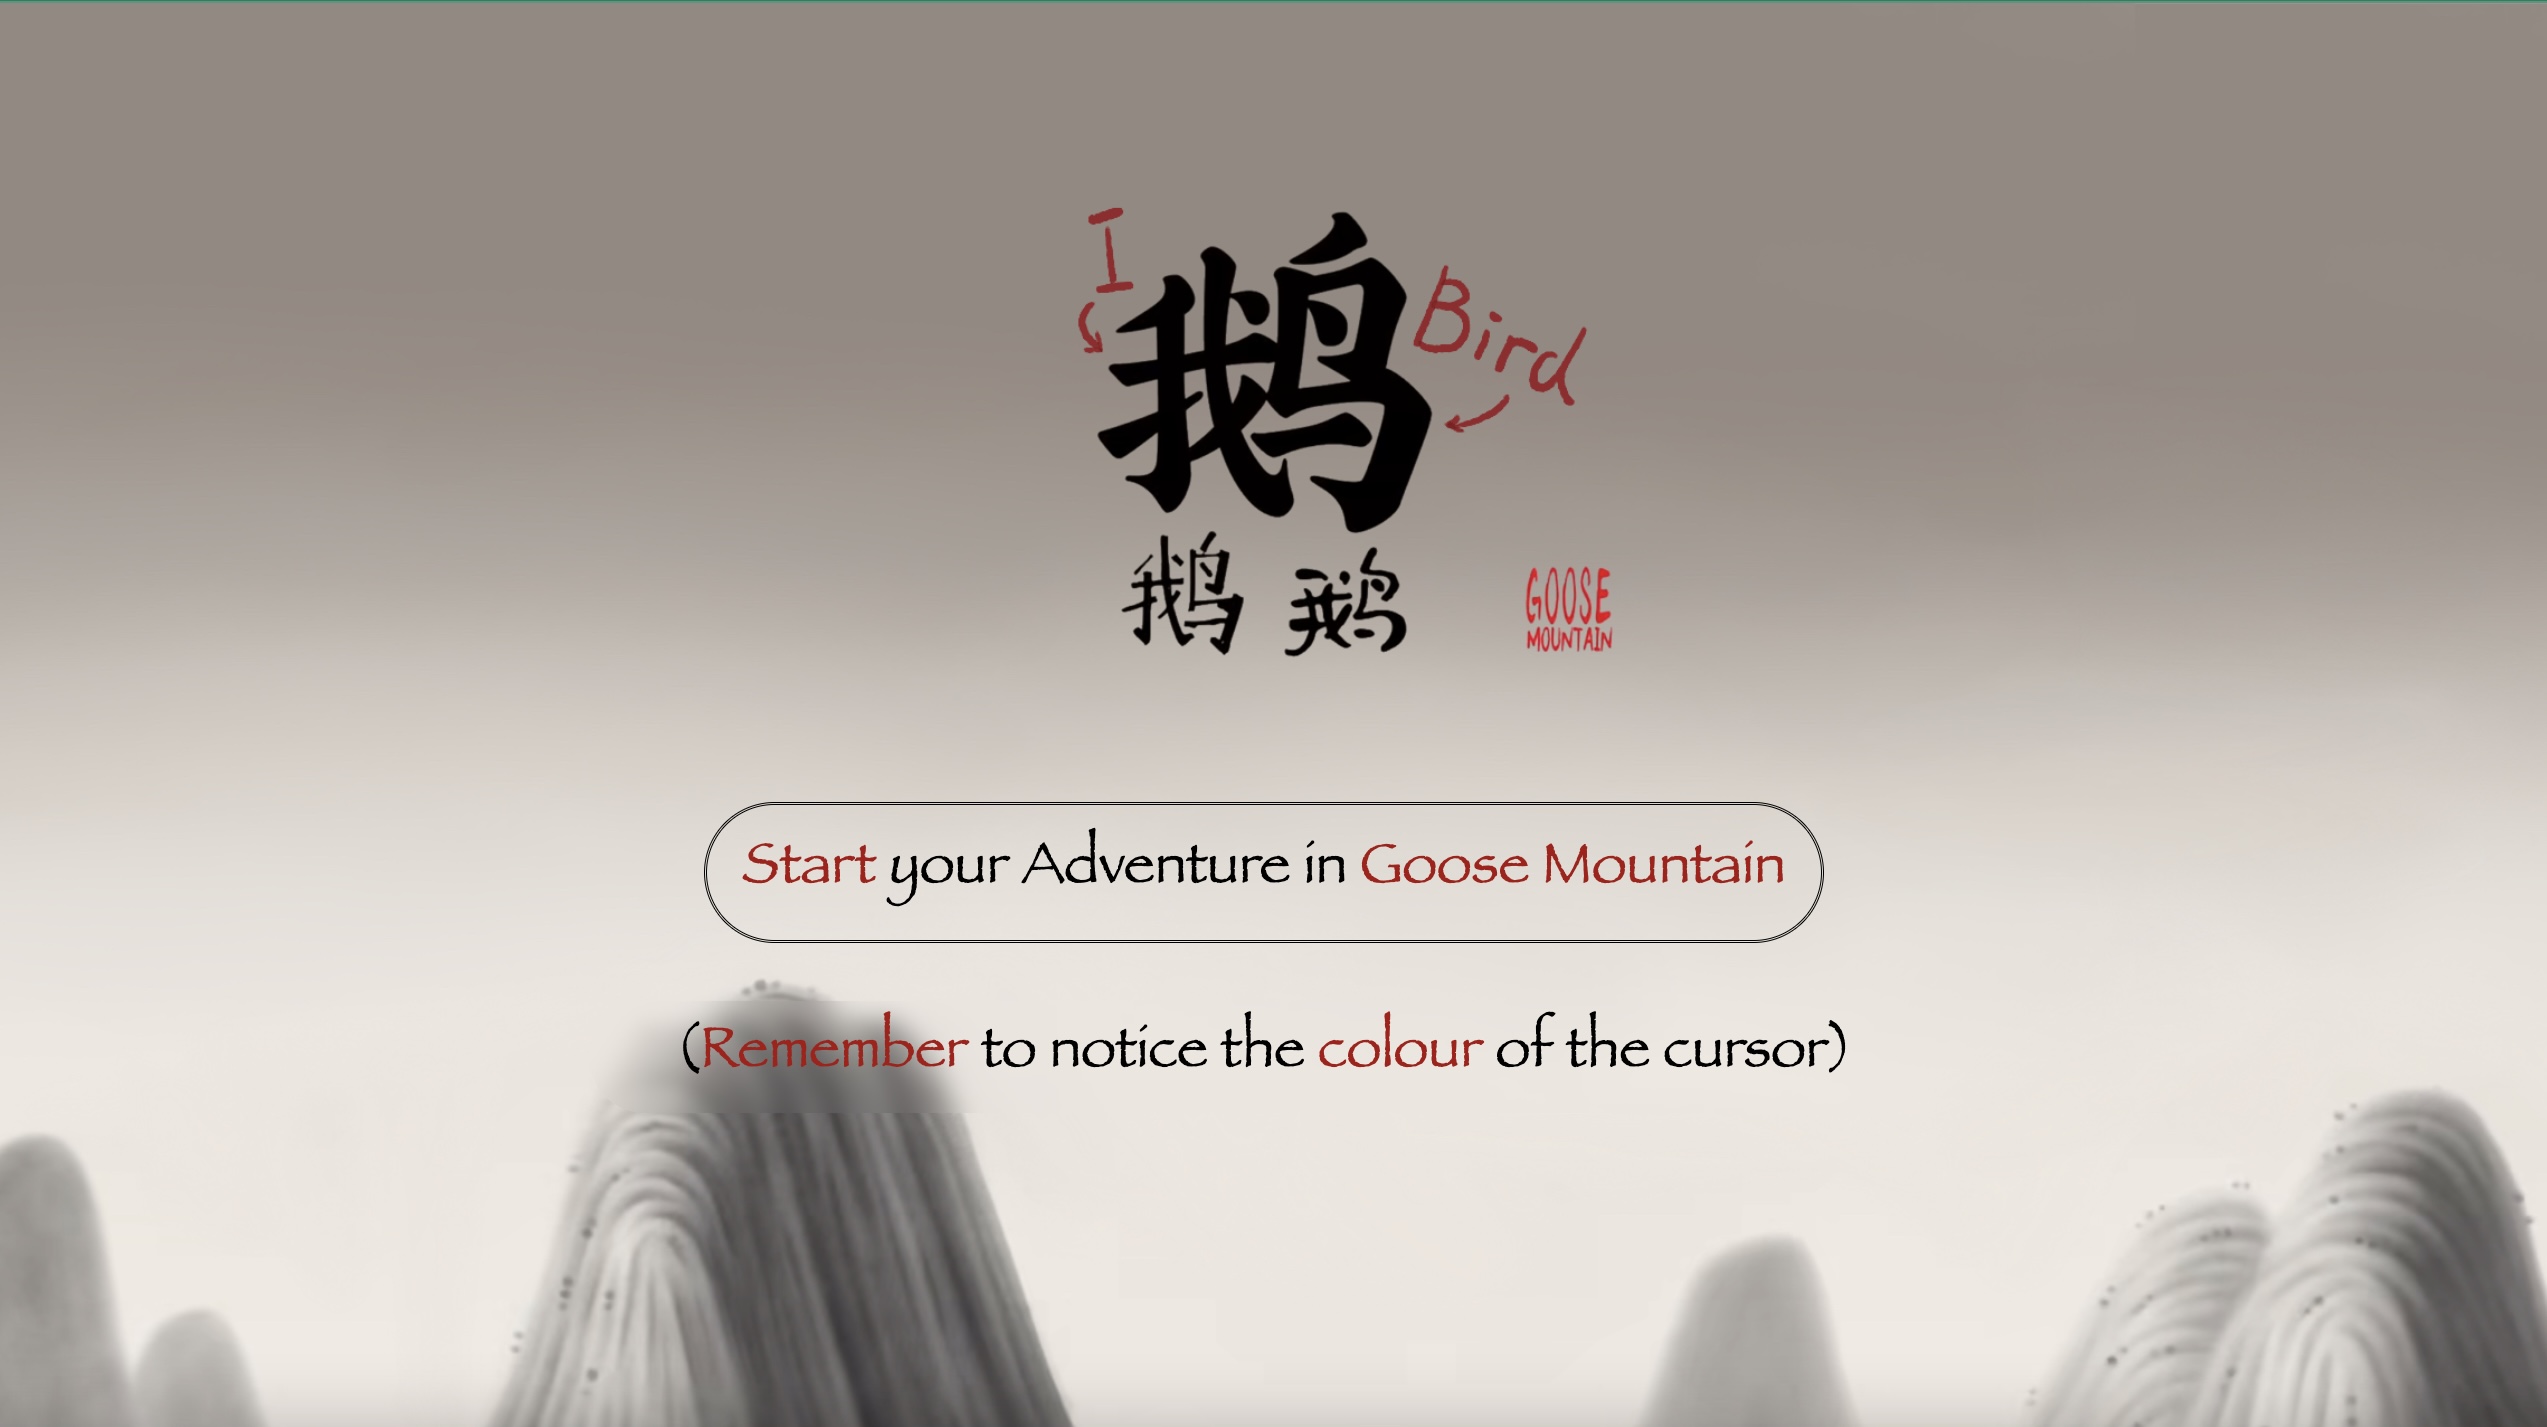 I
鹅
Bird
鹅 鹅
GOOSE
MOUNTAIN
Start your Adventure in Goose Mountain
(Remember to notice the colour of the cursor)